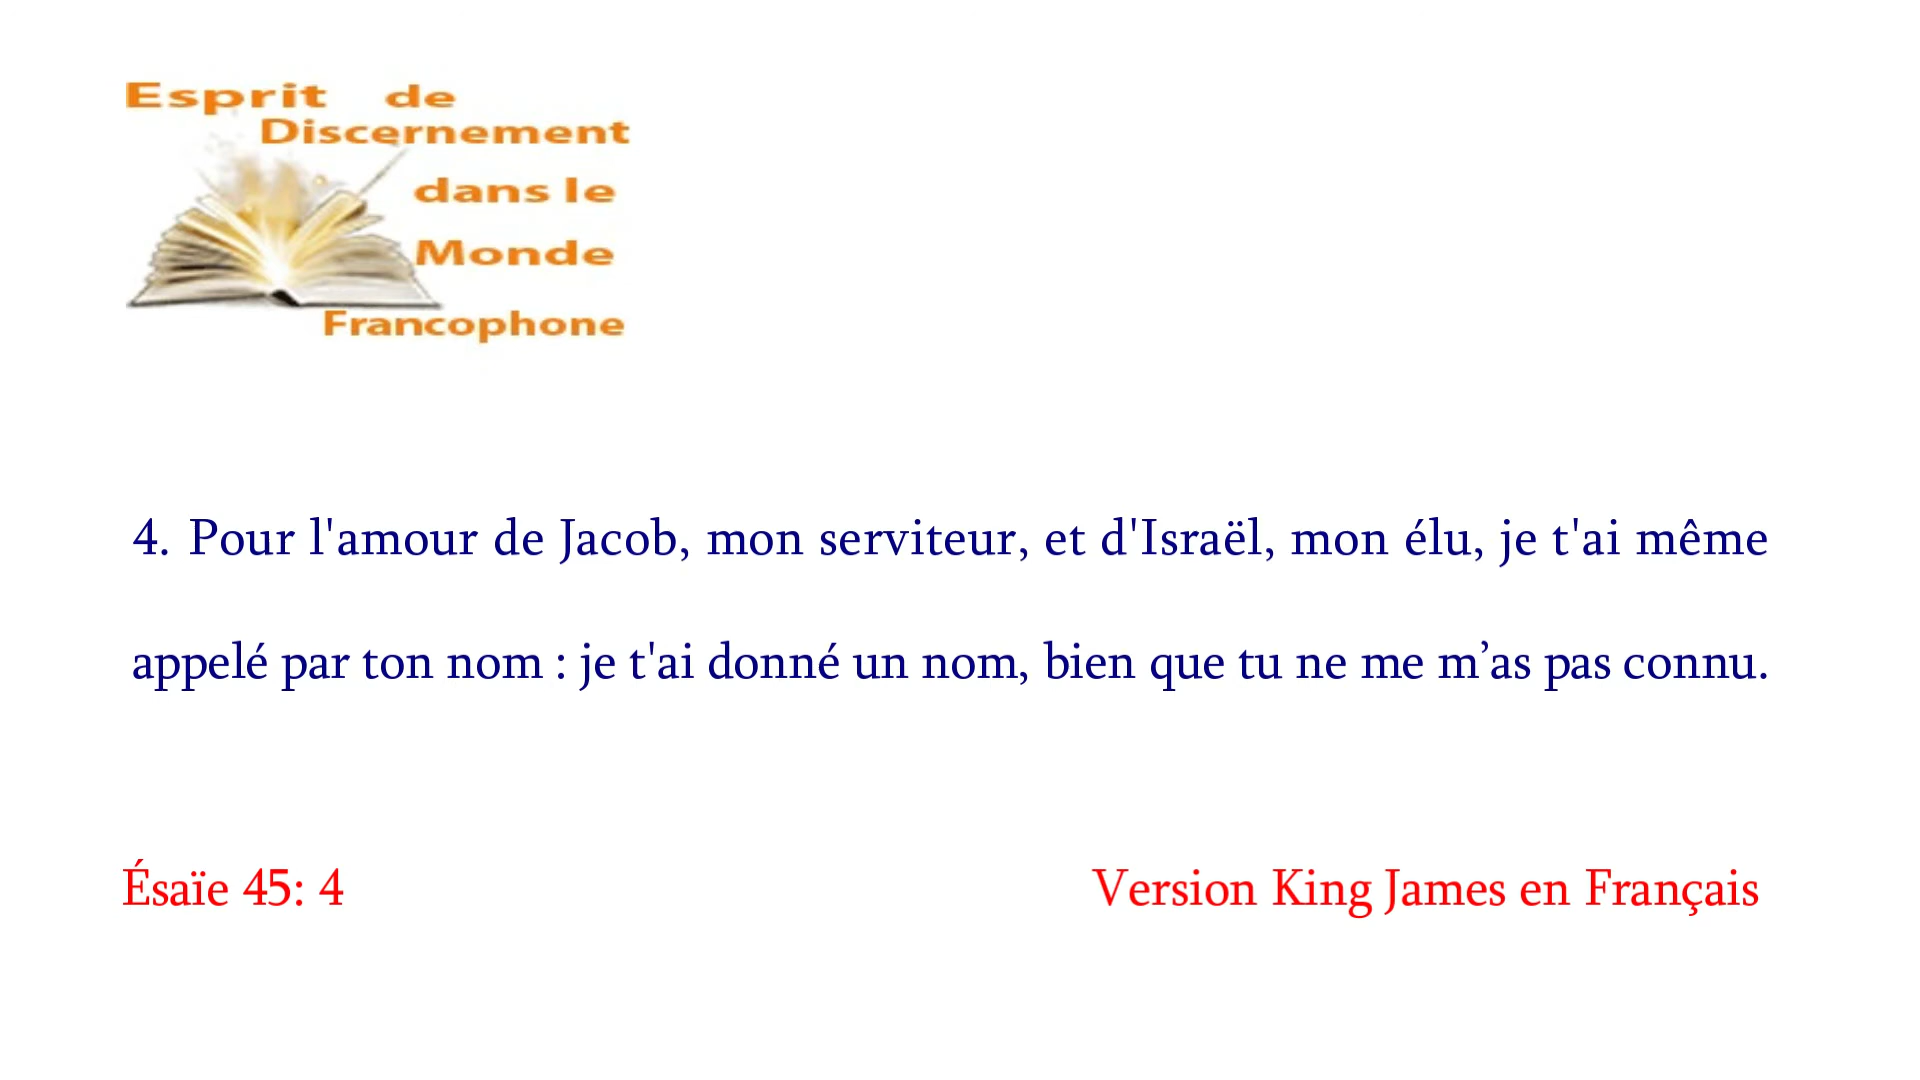 Esprit de
Discernement
dans le
Monde
Francophone
4. Pour l'amour de Jacob, mon serviteur, et d'Israël, mon élu, je t'ai même
appelé par ton nom : je t'ai donné un nom, bien que tu ne me m’as pas connu.
Ésaïe 45: 4 Version King James en Français